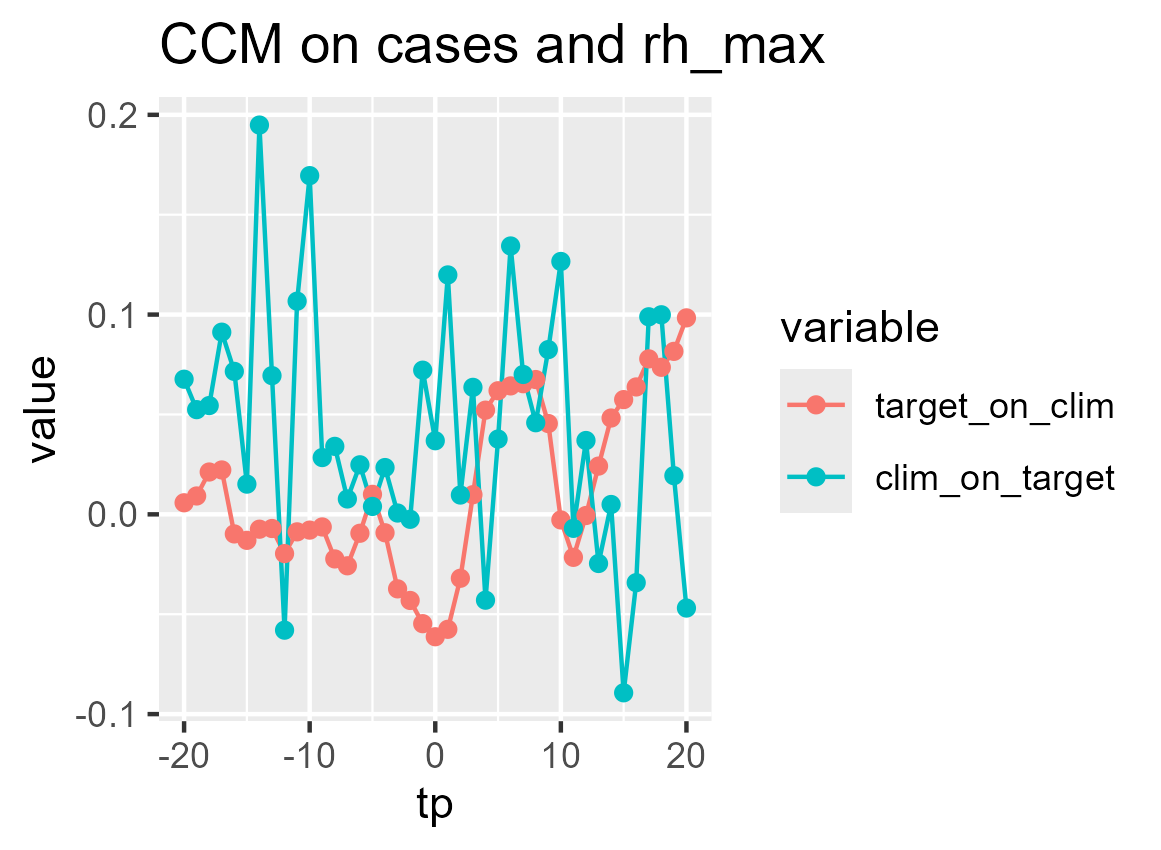 CCM on cases and rh_max
0.2
0.1
0.0
-0.1
value
-20
-10
0
10
20
tp
variable
target_on_clim
clim_on_target